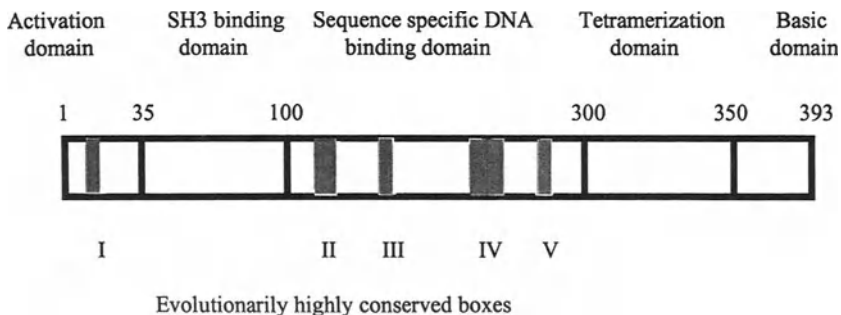 Activation domain
SH3 binding domain
Sequence specific DNA binding domain
Tetramerization domain
Basic domain
1 35 100 300 350 393
I II III IV V
Evolutionarily highly conserved boxes